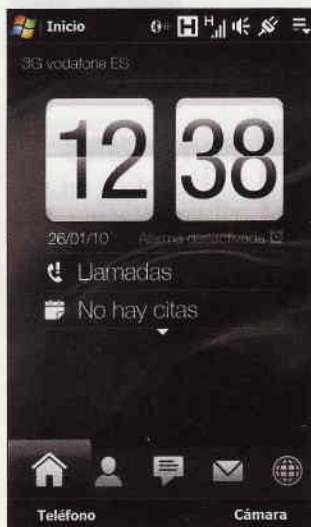 Inicio
H H
3G vodafone ES
12 38
26/01/10 Alarma desactivada
Llamadas
No hay citas
Teléfono Cámara